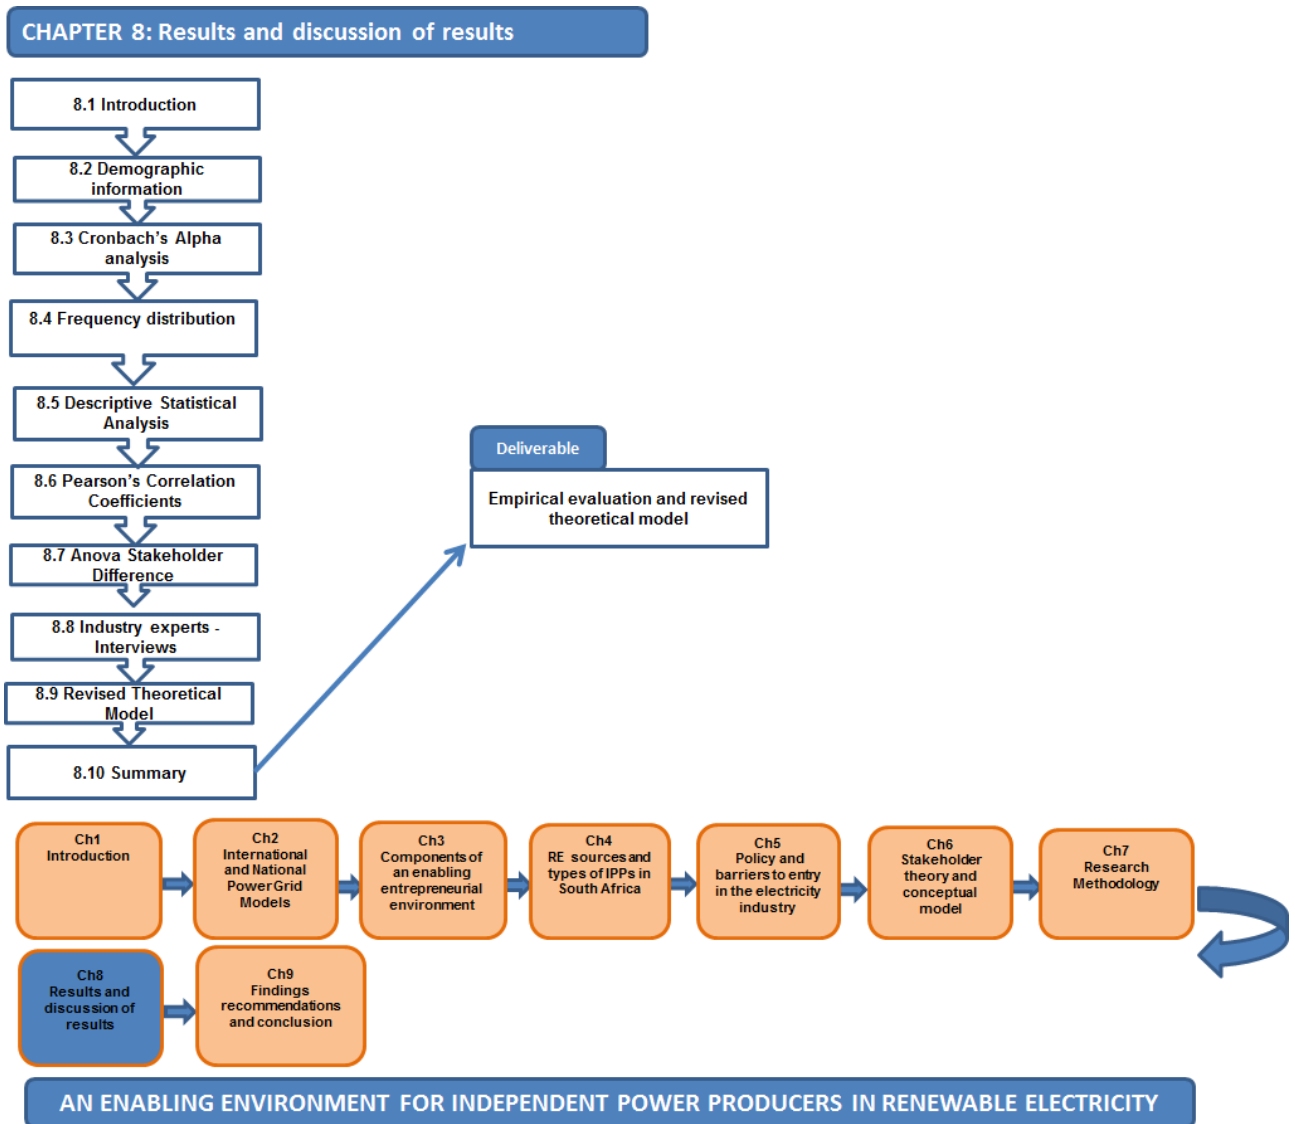 CHAPTER 8: Results and discussion of results
8.1 Introduction
8.2 Demographic
information
8.3 Cronbach's Alpha
analysis
8.4 Frequency distribution
8.5 Descriptive Statistical
Analysis
8.6 Pearson's Correlation
Coefficients
8.7 Anova Stakeholder
Difference
8.8 Industry experts -
Interviews
8.9 Revised Theoretical
Model
8.10 Summary
Deliverable
Empirical evaluation and revised
theoretical model
Ch1
Introduction
Ch2
International
and National
Power Grid
Models
Ch3
Components of
an enabling
entrepreneurial
environment
Ch4
RE sources and
types of IPPs in
South Africa
Ch5
Policy and
barriers to entry
in the electricity
industry
Ch6
Stakeholder
theory and
conceptual
model
Ch7
Research
Methodology
Ch8
Results and
discussion of
results
Ch9
Findings
recommendations
and conclusion
AN ENABLING ENVIRONMENT FOR INDEPENDENT POWER PRODUCERS IN RENEWABLE ELECTRICITY